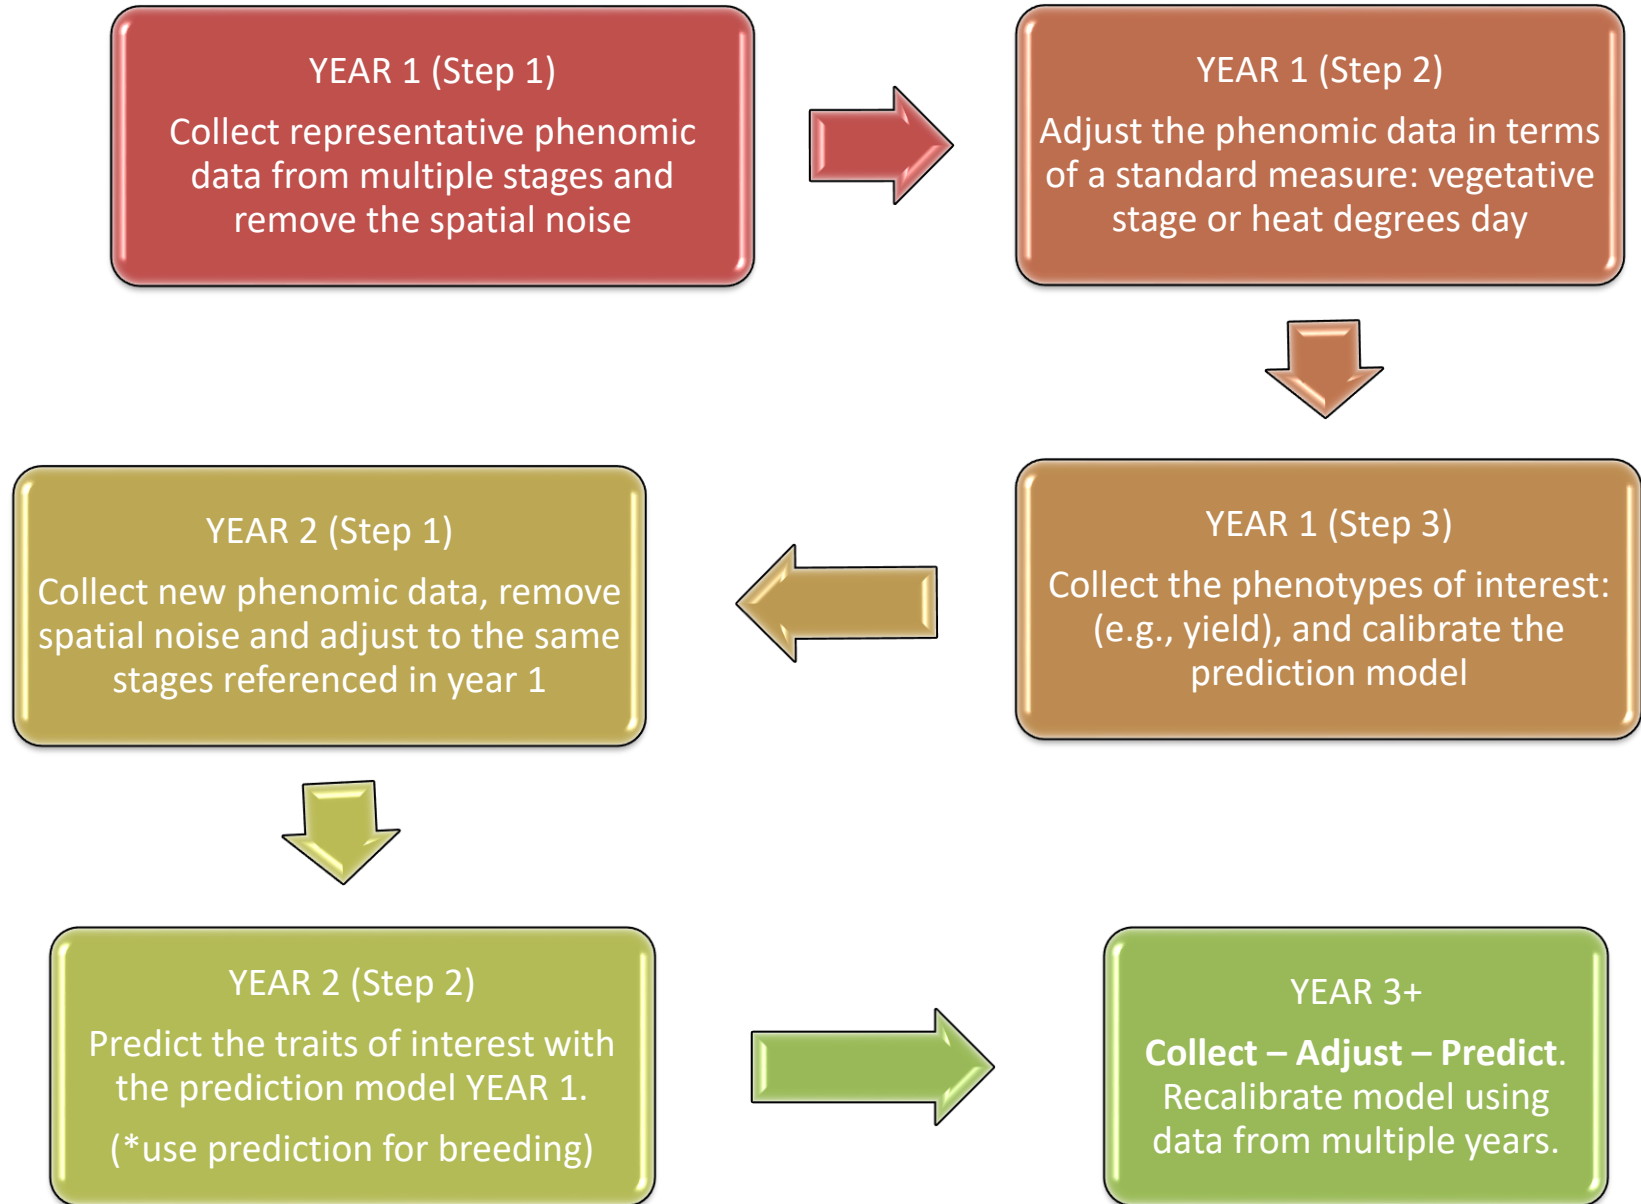 YEAR 1 (Step 1)
Collect representative phenomic
data from multiple stages and
remove the spatial noise
YEAR 1 (Step 2)
Adjust the phenomic data in terms
of a standard measure: vegetative
stage or heat degrees day
YEAR 1 (Step 3)
Collect the phenotypes of interest:
(e.g., yield), and calibrate the
prediction model
YEAR 2 (Step 1)
Collect new phenomic data, remove
spatial noise and adjust to the same
stages referenced in year 1
YEAR 2 (Step 2)
Predict the traits of interest with
the prediction model YEAR 1.
(*use prediction for breeding)
YEAR 3+
Collect – Adjust – Predict.
Recalibrate model using
data from multiple years.